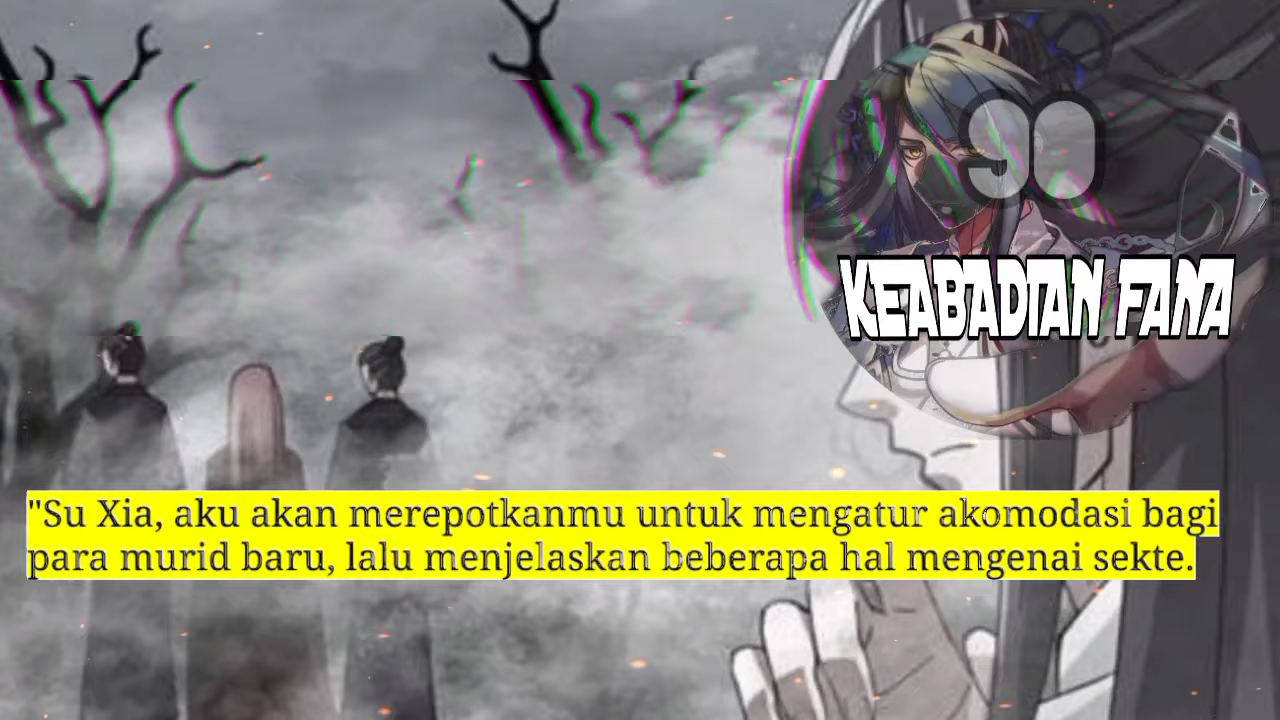 90
KEABADIAN FANA
"Su Xia, aku akan merepotkanmu untuk mengatur akomodasi bagi
para murid baru, lalu menjelaskan beberapa hal mengenai sekte.